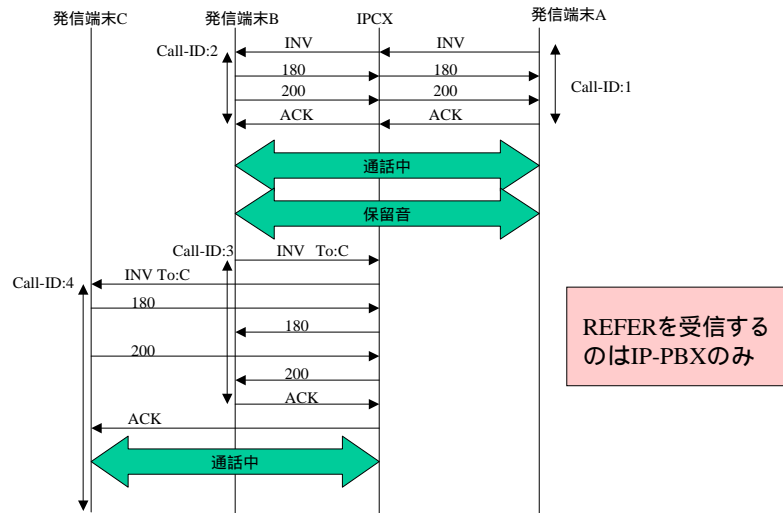 発信端末C 発信端末B IPCX 発信端末A
INV INV
Call-ID:2
180 180
Call-ID:1
200 200
ACK ACK
通話中
保留音
Call-ID:3
INV To:C
Call-ID:4
INV To:C
180
180
200
200
ACK
ACK
通話中
REFERを受信する
のはIP-PBXのみ